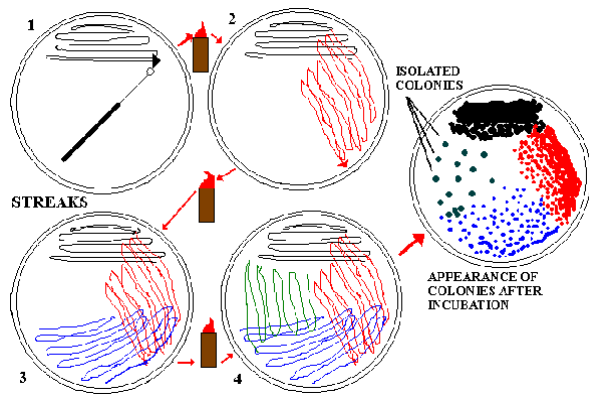 1
2
ISOLATED
COLONIES
STREAKS
3
4
APPEARANCE OF
COLONIES AFTER
INCUBATION